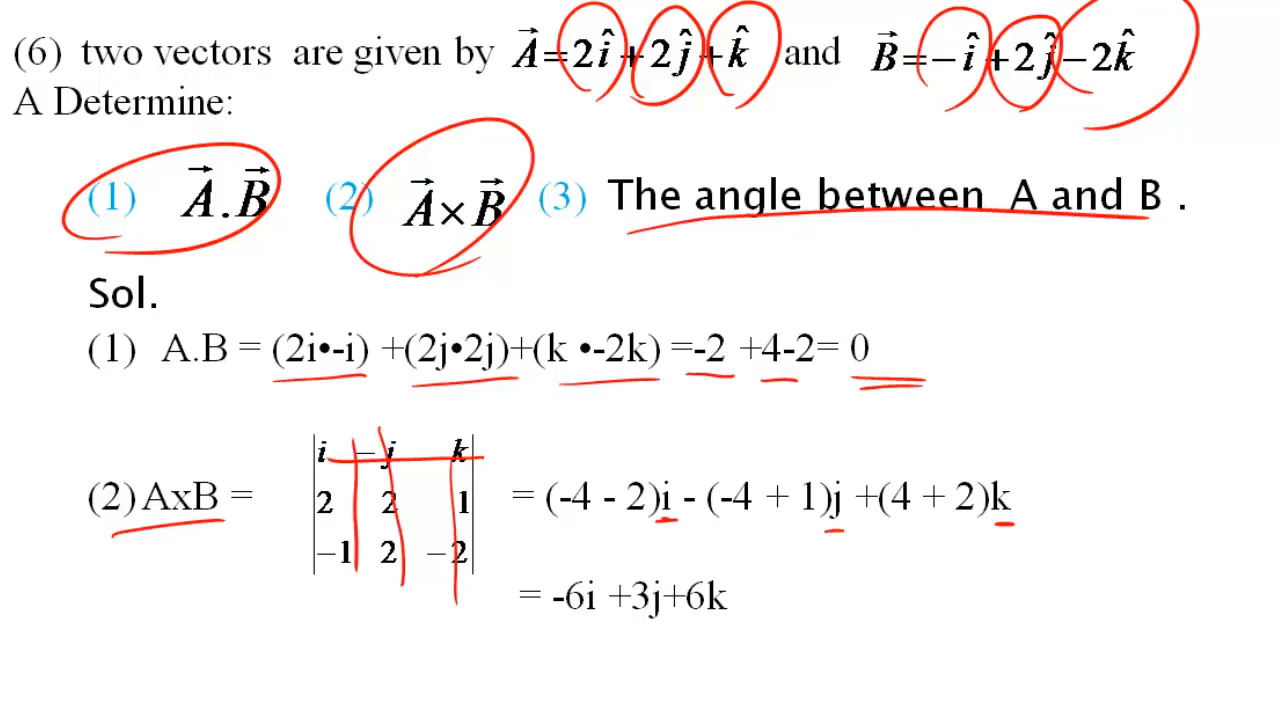 (6) two vectors are given by A⃗=2î+2ĵ+k̂ and B⃗=−î+2ĵ−2k̂
A Determine:
(1) A⃗.B⃗ (2) A⃗×B⃗ (3) The angle between A and B .
Sol.
(1) A.B = (2i•-i) +(2j•2j)+(k •-2k) =-2 +4-2= 0
i −j k
(2) AxB = 2 2 1 = (-4 - 2)i - (-4 + 1)j +(4 + 2)k
−1 2 −2
= -6i +3j+6k